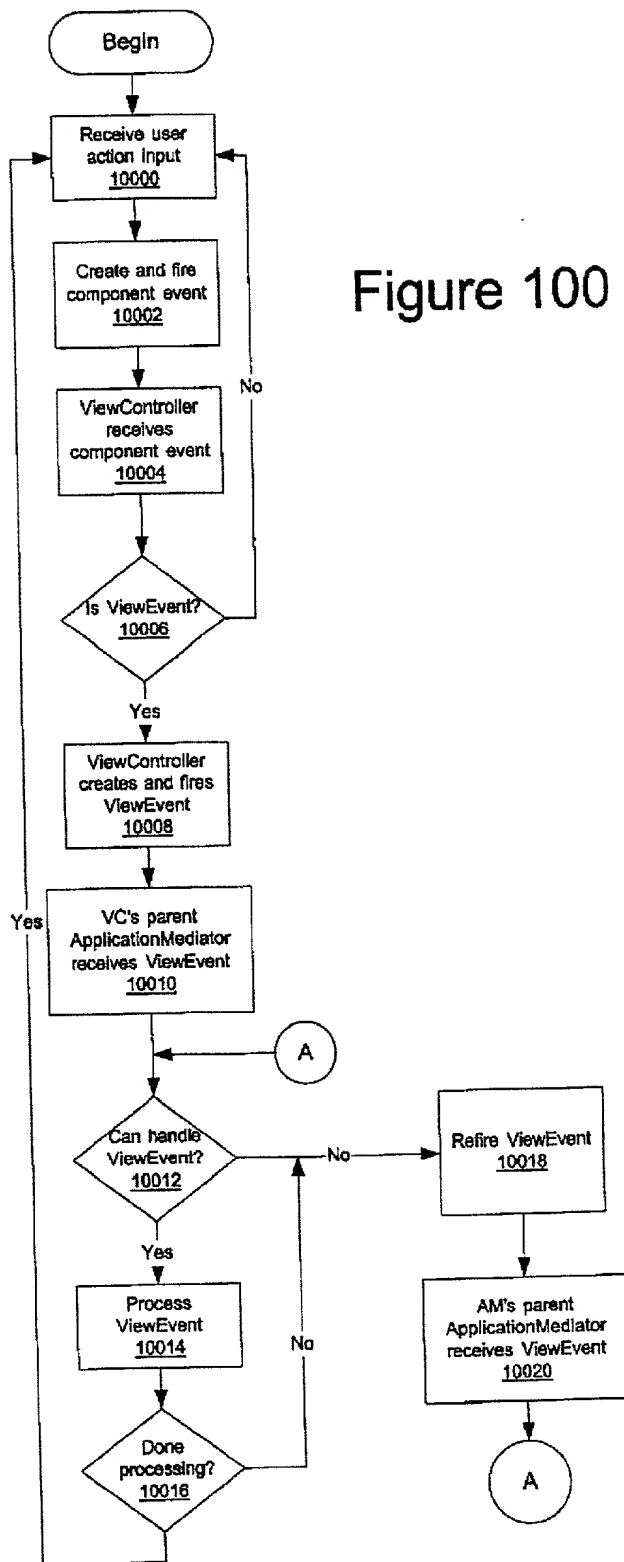 Begin
Receive user
action input
10000
Create and fire
component event
10002
Figure 100
No
ViewController
receives
component event
10004
Is ViewEvent?
10006
Yes
ViewController
creates and fires
ViewEvent
10008
Yes
VC's parent
ApplicationMediator
receives ViewEvent
10010
A
Can handle
ViewEvent?
10012
No
Refire ViewEvent
10018
Yes
Process
ViewEvent
10014
No
AM's parent
ApplicationMediator
receives ViewEvent
10020
Done
processing?
10016
A